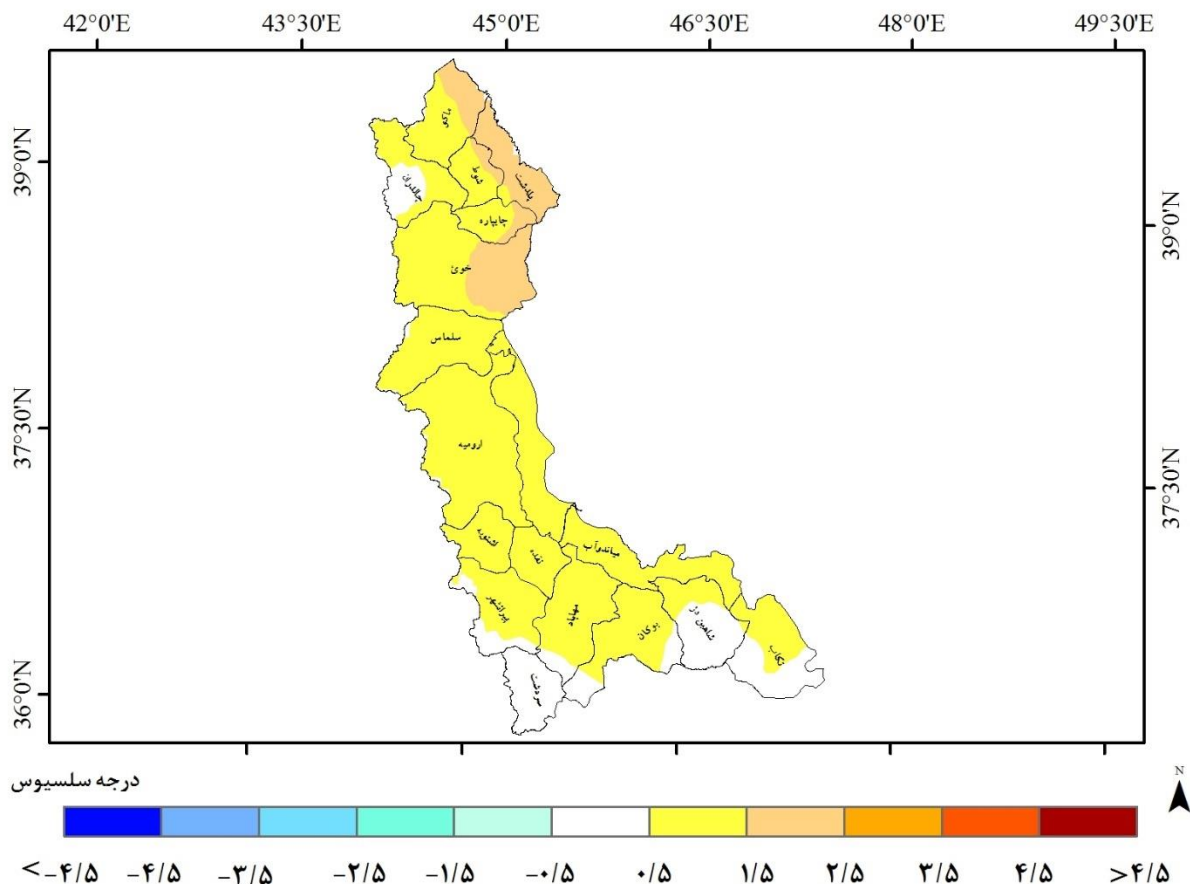 42°0'E 43°30'E 45°0'E 46°30'E 48°0'E 49°30'E
39°0'N
39°0'N
37°30'N
37°30'N
36°0'N
ماکو
پلدشت
شوط
چالدران
چایپاره
خوئ
سلماس
ارومیه
اشنویه
نقده
میاندوآب
پیرانشهر
مهاباد
بوکان
شاهین دژ
تکاب
سردشت
درجه سلسیوس
N
<-۴/۵ -۴/۵ -۳/۵ -۲/۵ -۱/۵ -۰/۵ ۰/۵ ۱/۵ ۲/۵ ۳/۵ ۴/۵ >۴/۵